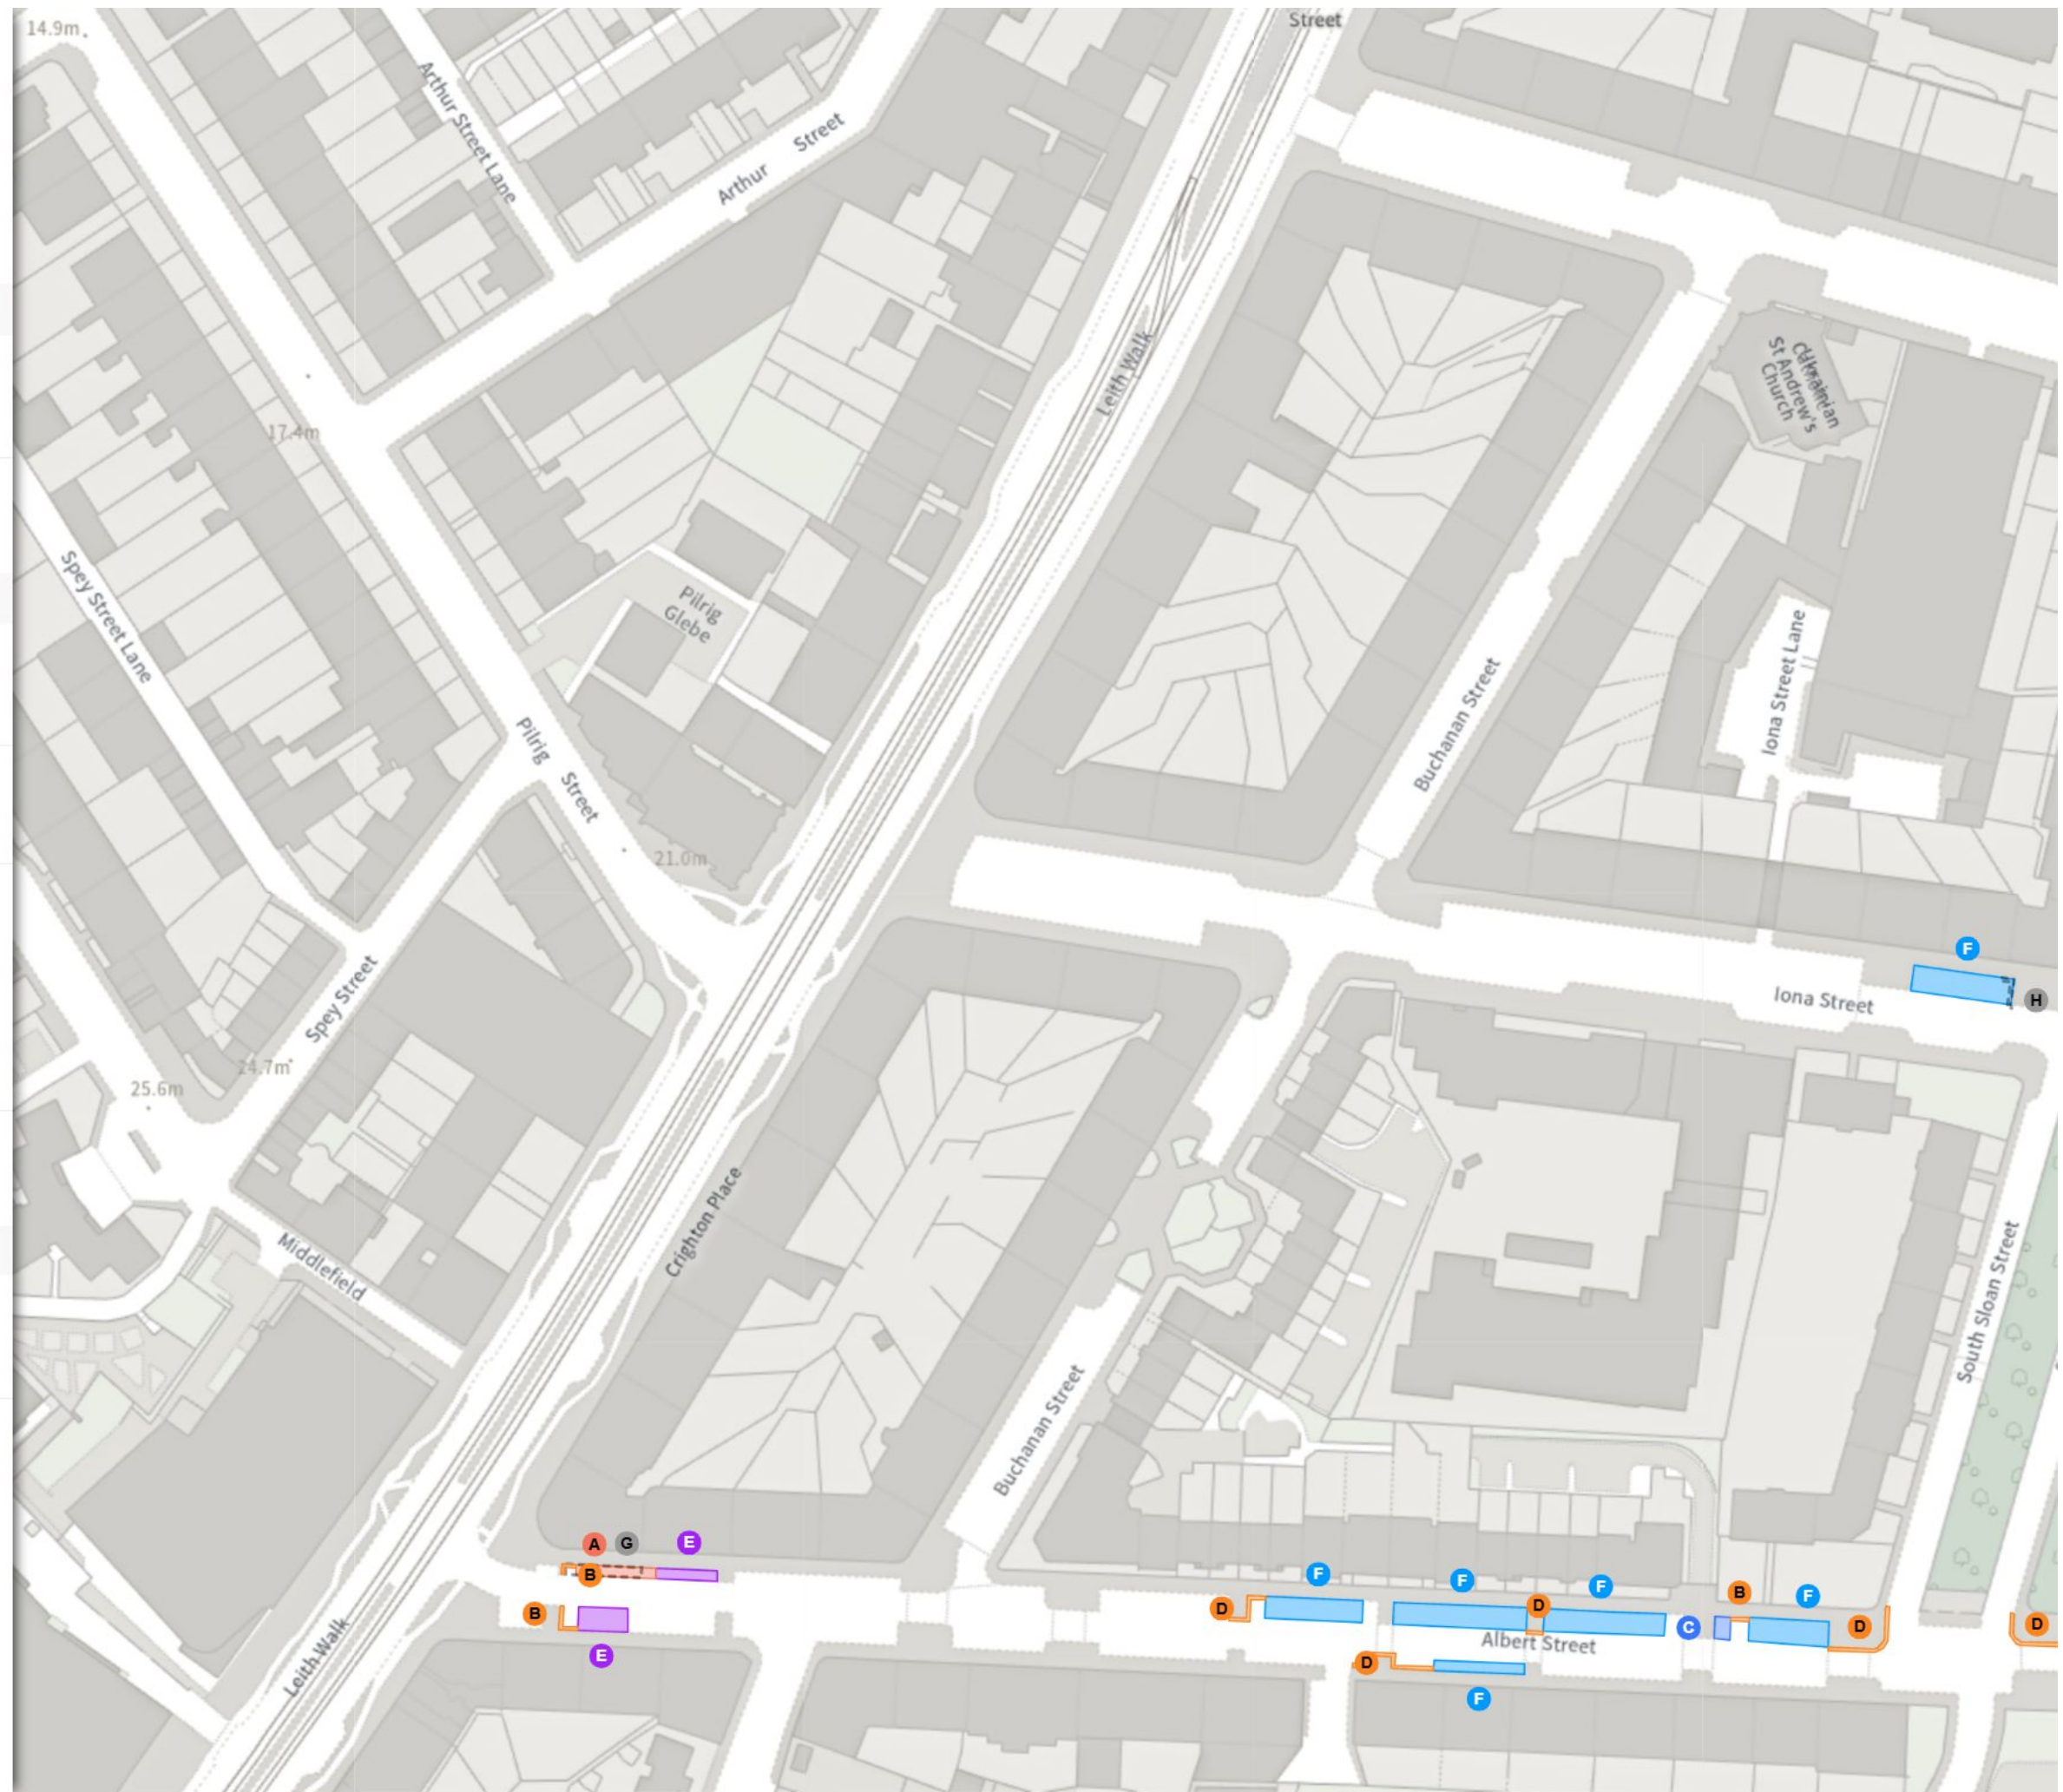 Street
14.9m
Arthur Street Lane
Arthur Street
Leith Walk
St Andrew's
Church
17.4m
Spey Street Lane
Pilrig
Glebe
Iona Street Lane
Buchanan Street
Pilrig Street
21.0m
F
Iona Street
H
Spey Street
24.7m
25.6m
Crighton Place
Middlefield
South Sloan Street
Buchanan Street
A G E
B
B
E
F
F
F
B
F
D
D
C
D
D
Albert Street
D
F
Leith Walk